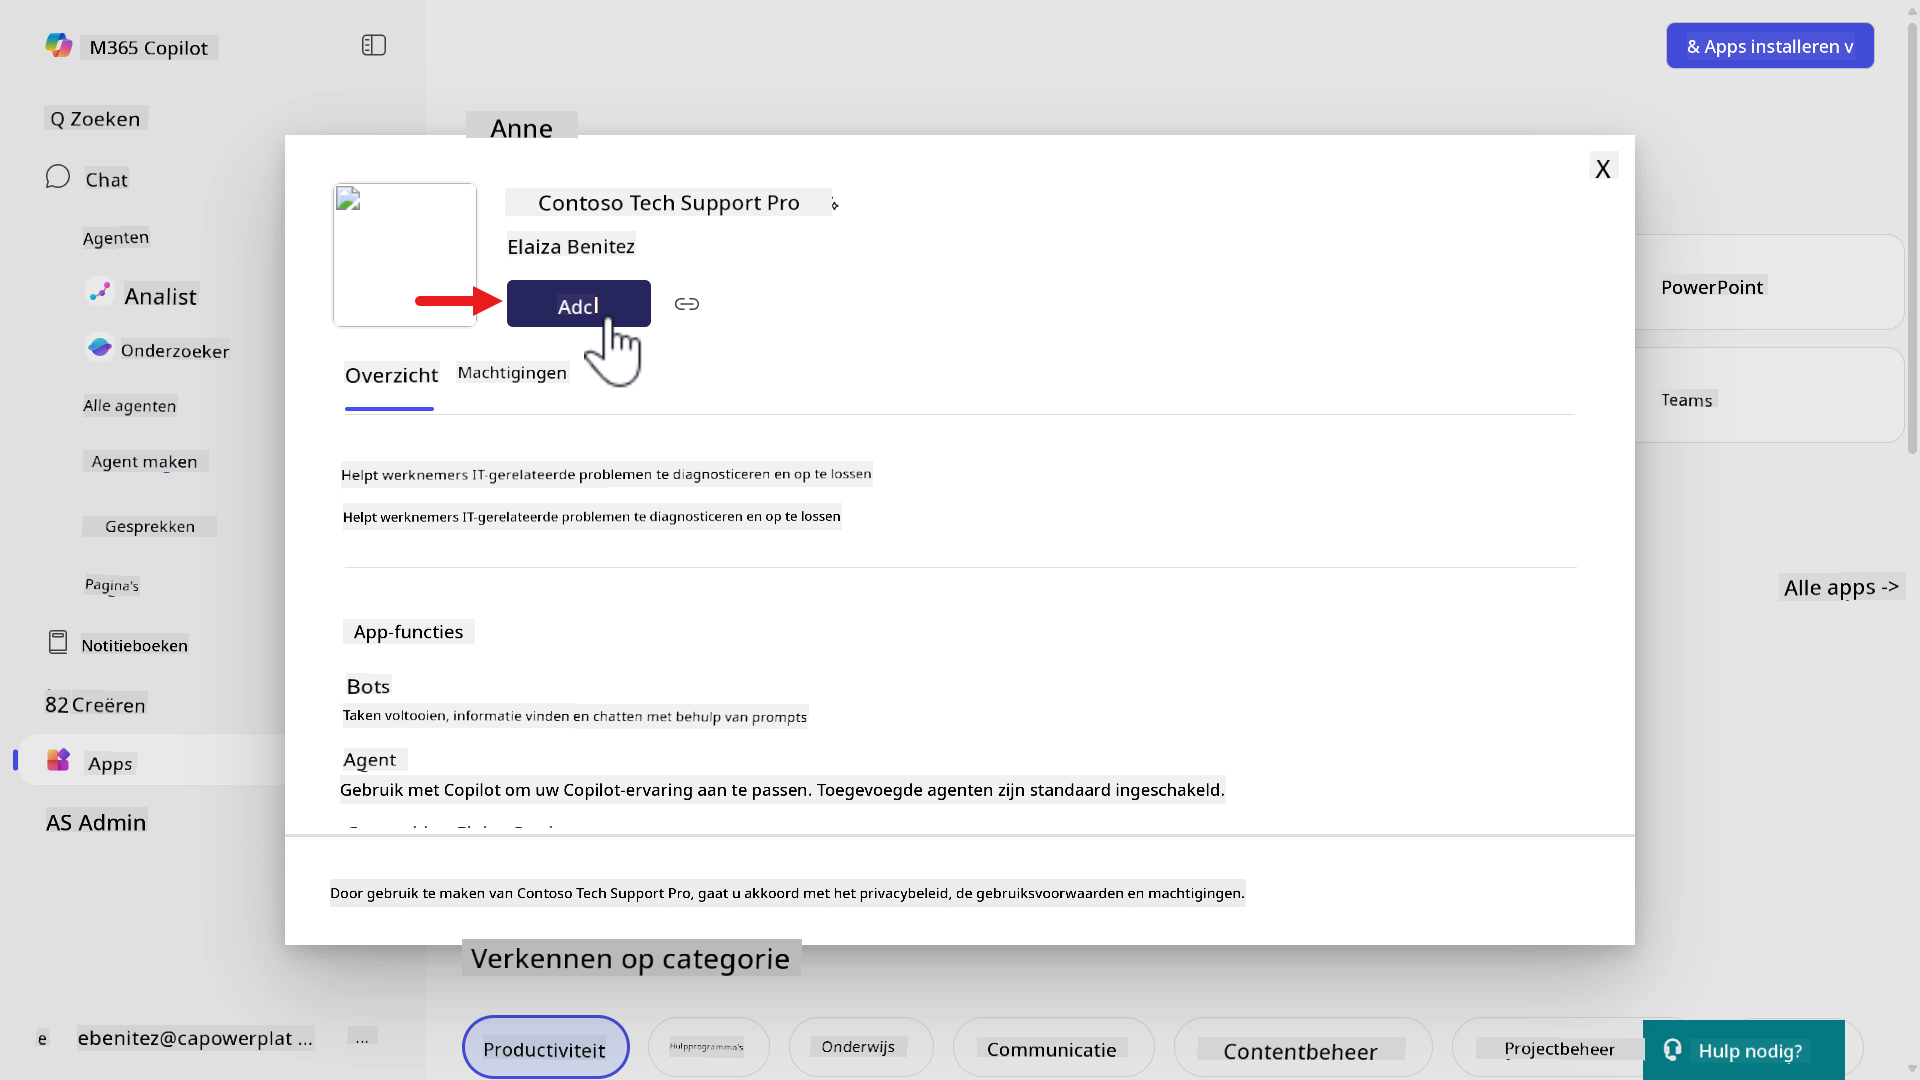 M365 Copilot
& Apps installeren v
Q Zoeken
Chat
Agenten
Analist
Onderzoeker
Alle agenten
Agent maken
Gesprekken
Pagina's
Notitieboeken
82 Creëren
Apps
AS Admin
e ebenitez@capowerplat ... ...
Anne
X
Contoso Tech Support Pro
Elaiza Benitez
Adcl
Overzicht Machtigingen
Helpt werknemers IT-gerelateerde problemen te diagnosticeren en op te lossen
Helpt werknemers IT-gerelateerde problemen te diagnosticeren en op te lossen
App-functies
Bots
Taken voltooien, informatie vinden en chatten met behulp van prompts
Agent
Gebruik met Copilot om uw Copilot-ervaring aan te passen. Toegevoegde agenten zijn standaard ingeschakeld.
Door gebruik te maken van Contoso Tech Support Pro, gaat u akkoord met het privacybeleid, de gebruiksvoorwaarden en machtigingen.
PowerPoint
Teams
Alle apps ->
Verkennen op categorie
Productiviteit
Hulpprogramma's
Onderwijs
Communicatie
Contentbeheer
Projectbeheer
Hulp nodig?